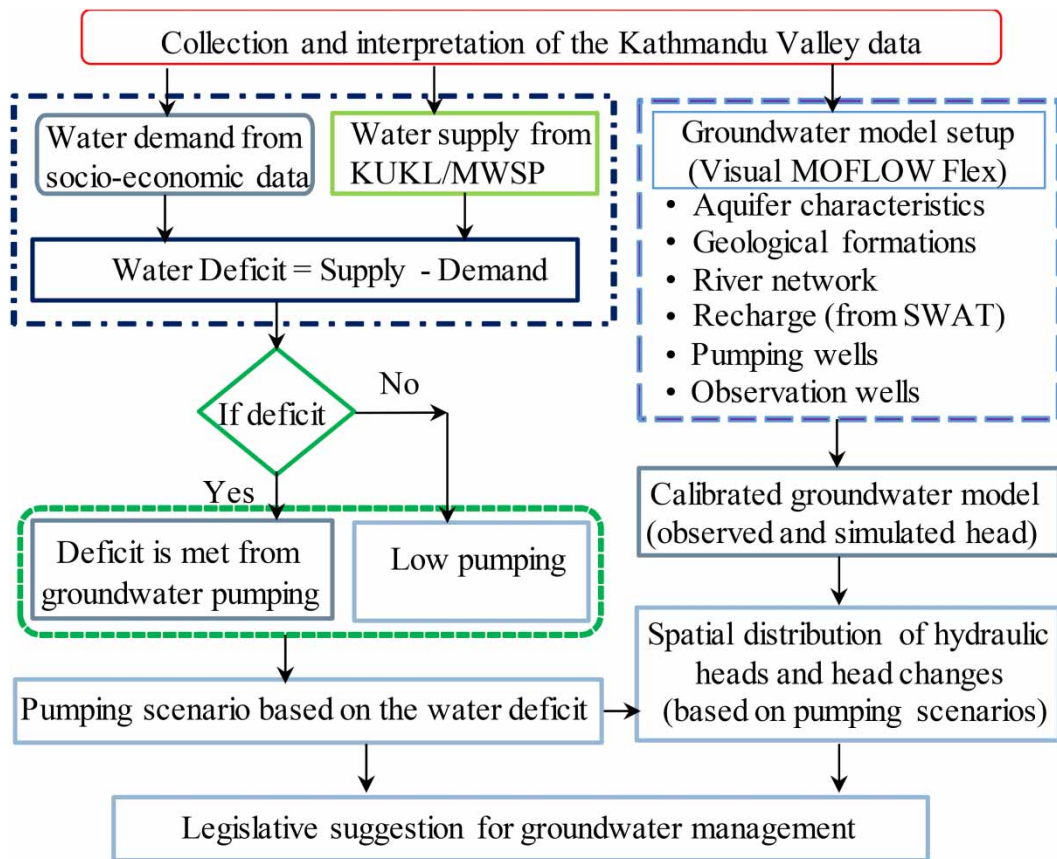 Collection and interpretation of the Kathmandu Valley data
Water demand from
socio-economic data
Water supply from
KUKL/MWSP
Water Deficit = Supply - Demand
If deficit
No
Yes
Deficit is met from
groundwater pumping
Low pumping
Pumping scenario based on the water deficit
Groundwater model setup
(Visual MOFLOW Flex)
• Aquifer characteristics
• Geological formations
• River network
• Recharge (from SWAT)
• Pumping wells
• Observation wells
Calibrated groundwater model
(observed and simulated head)
Spatial distribution of hydraulic
heads and head changes
(based on pumping scenarios)
Legislative suggestion for groundwater management